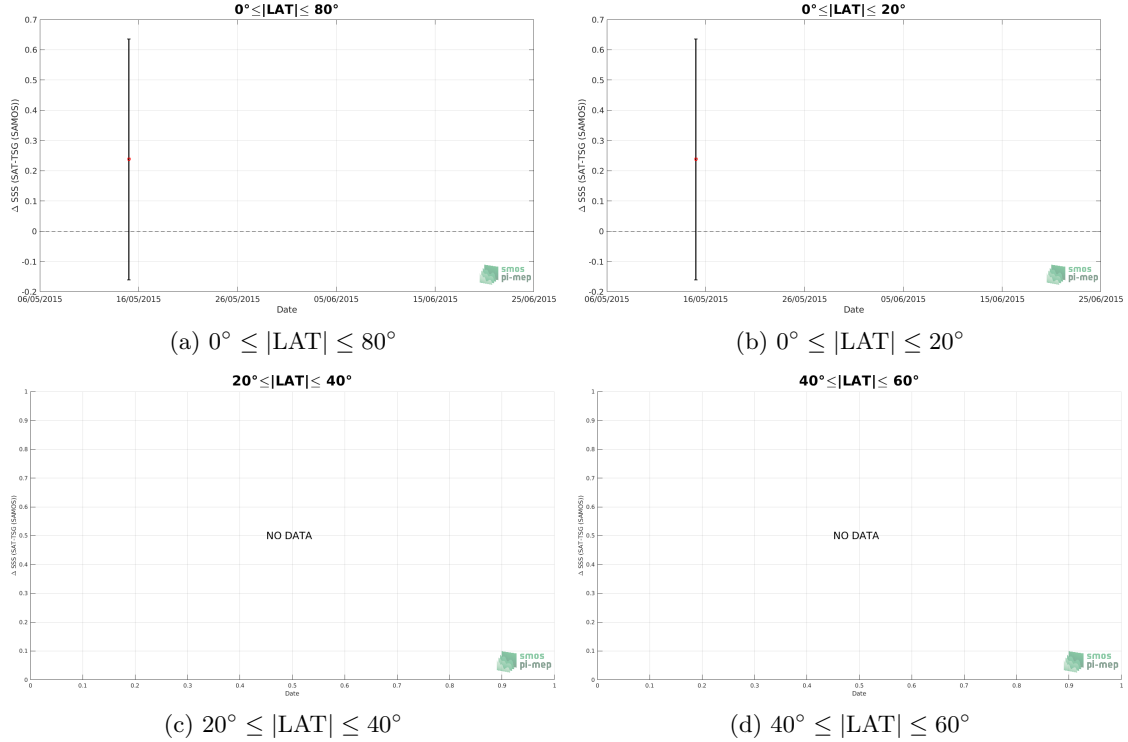 0°≤|LAT|≤ 80°
0.7
0.6
0.5
0.4
0.3
0.2
0.1
0
-0.1
-0.2
Δ SSS (SAT-TSG (SAMOS))
06/05/2015 16/05/2015 26/05/2015 05/06/2015 15/06/2015 25/06/2015
Date
smos
pi-mep
(a) 0° ≤ |LAT| ≤ 80°
0°≤|LAT|≤ 20°
0.7
0.6
0.5
0.4
0.3
0.2
0.1
0
-0.1
-0.2
Δ SSS (SAT-TSG (SAMOS))
06/05/2015 16/05/2015 26/05/2015 05/06/2015 15/06/2015 25/06/2015
Date
smos
pi-mep
(b) 0° ≤ |LAT| ≤ 20°
20°≤|LAT|≤ 40°
1
0.9
0.8
0.7
0.6
0.5
0.4
0.3
0.2
0.1
0
Δ SSS (SAT-TSG (SAMOS))
NO DATA
0 0.1 0.2 0.3 0.4 0.5 0.6 0.7 0.8 0.9 1
Date
smos
pi-mep
(c) 20° ≤ |LAT| ≤ 40°
40°≤|LAT|≤ 60°
1
0.9
0.8
0.7
0.6
0.5
0.4
0.3
0.2
0.1
0
Δ SSS (SAT-TSG (SAMOS))
NO DATA
0 0.1 0.2 0.3 0.4 0.5 0.6 0.7 0.8 0.9 1
Date
smos
pi-mep
(d) 40° ≤ |LAT| ≤ 60°